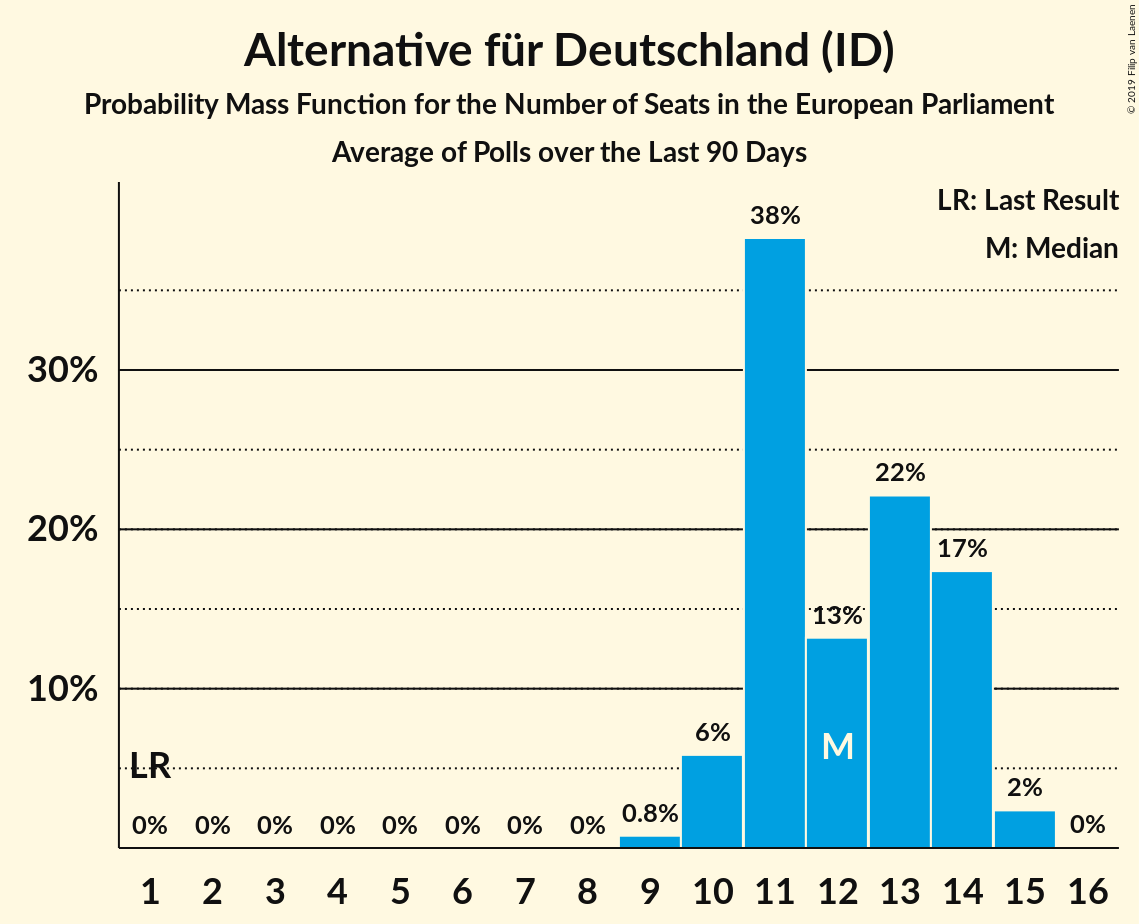 Alternative für Deutschland (ID)
Probability Mass Function for the Number of Seats in the European Parliament
Average of Polls over the Last 90 Days
© 2019 Filip van Laenen
LR: Last Result
M: Median
38%
30%
22%
20%
17%
13%
10%
6%
M
LR
2%
0.8%
0% 0% 0% 0% 0% 0% 0% 0% 0%
1 2 3 4 5 6 7 8 9 10 11 12 13 14 15 16